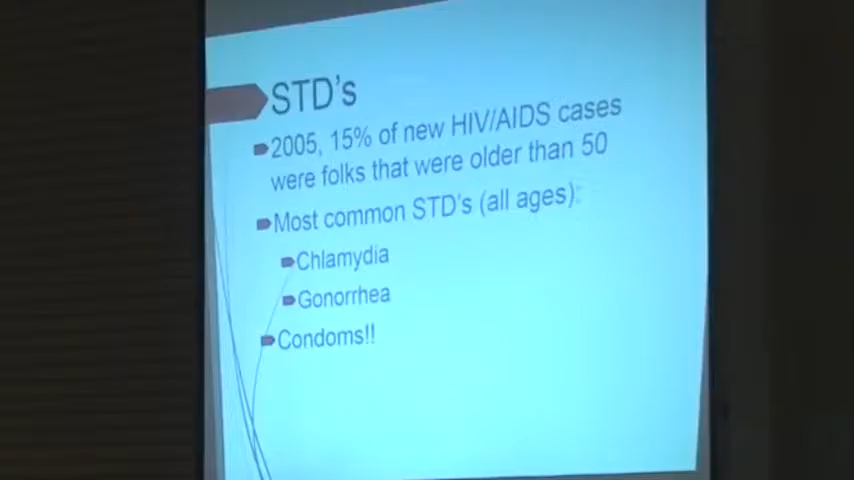 STD's
2005, 15% of new HIV/AIDS cases
were folks that were older than 50
Most common STD's (all ages):
Chlamydia
Gonorrhea
Condoms!!